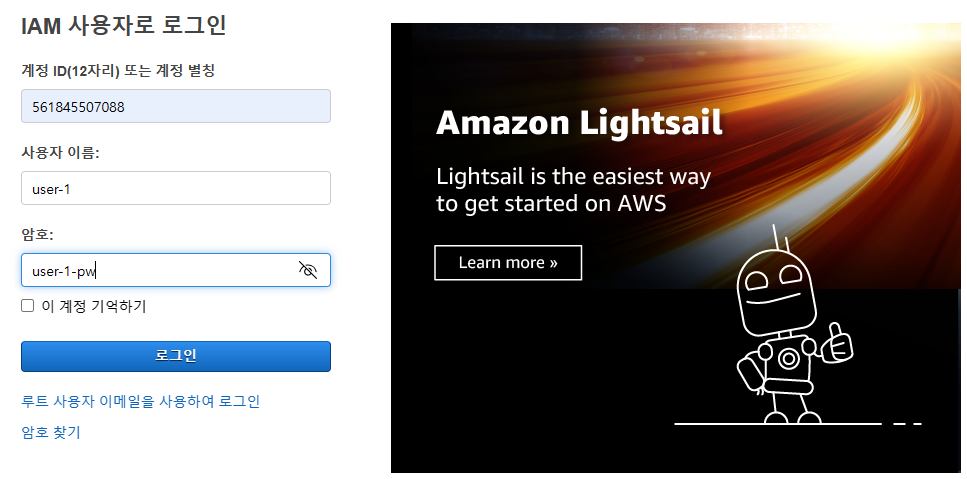 IAM 사용자로 로그인
계정 ID(12자리) 또는 계정 별칭
561845507088
사용자 이름:
user-1
암호:
user-1-pw
이 계정 기억하기
로그인
루트 사용자 이메일을 사용하여 로그인
암호 찾기
Amazon Lightsail
Lightsail is the easiest way
to get started on AWS
Learn more »